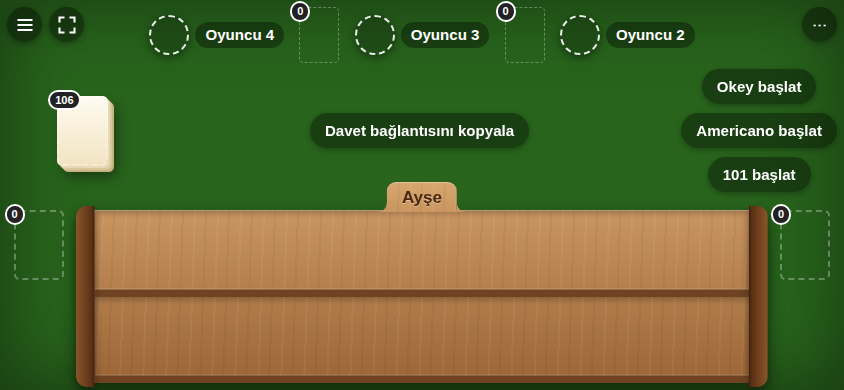 0
0
Oyuncu 4
Oyuncu 3
Oyuncu 2
...
106
Okey başlat
Davet bağlantısını kopyala
Americano başlat
101 başlat
Ayşe
0
0